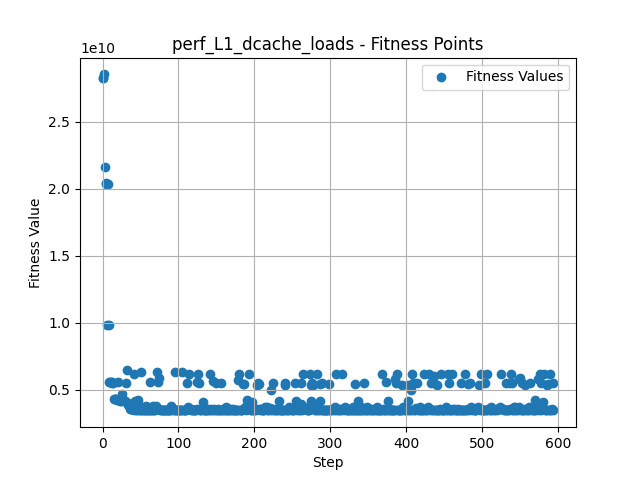 perf_L1_dcache_loads - Fitness Points
1e10
Fitness Values
2.5
2.0
1.5
1.0
0.5
Fitness Value
0 100 200 300 400 500 600
Step